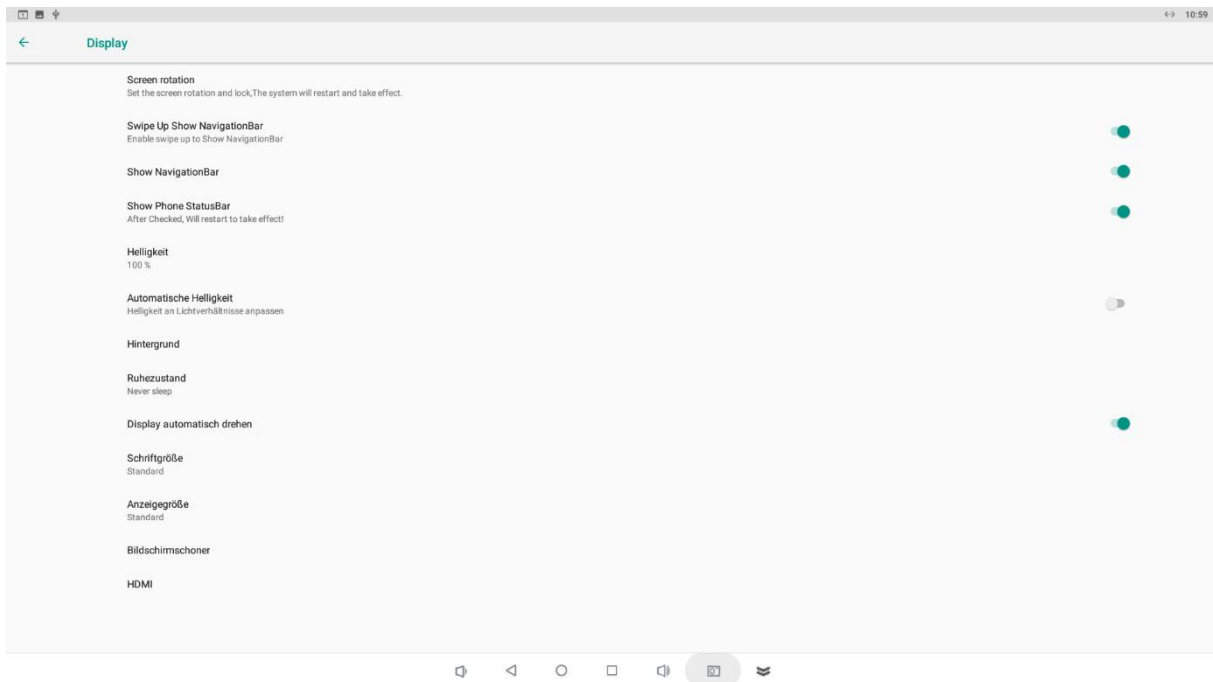 10:59
Display
Screen rotation
Set the screen rotation and lock,The system will restart and take effect.
Swipe Up Show NavigationBar
Enable swipe up to Show NavigationBar
Show NavigationBar
Show Phone StatusBar
After Checked, Will restart to take effect!
Helligkeit
100 %
Automatische Helligkeit
Helligkeit an Lichtverhältnisse anpassen
Hintergrund
Ruhezustand
Never sleep
Display automatisch drehen
Schriftgröße
Standard
Anzeigegröße
Standard
Bildschirmschoner
HDMI